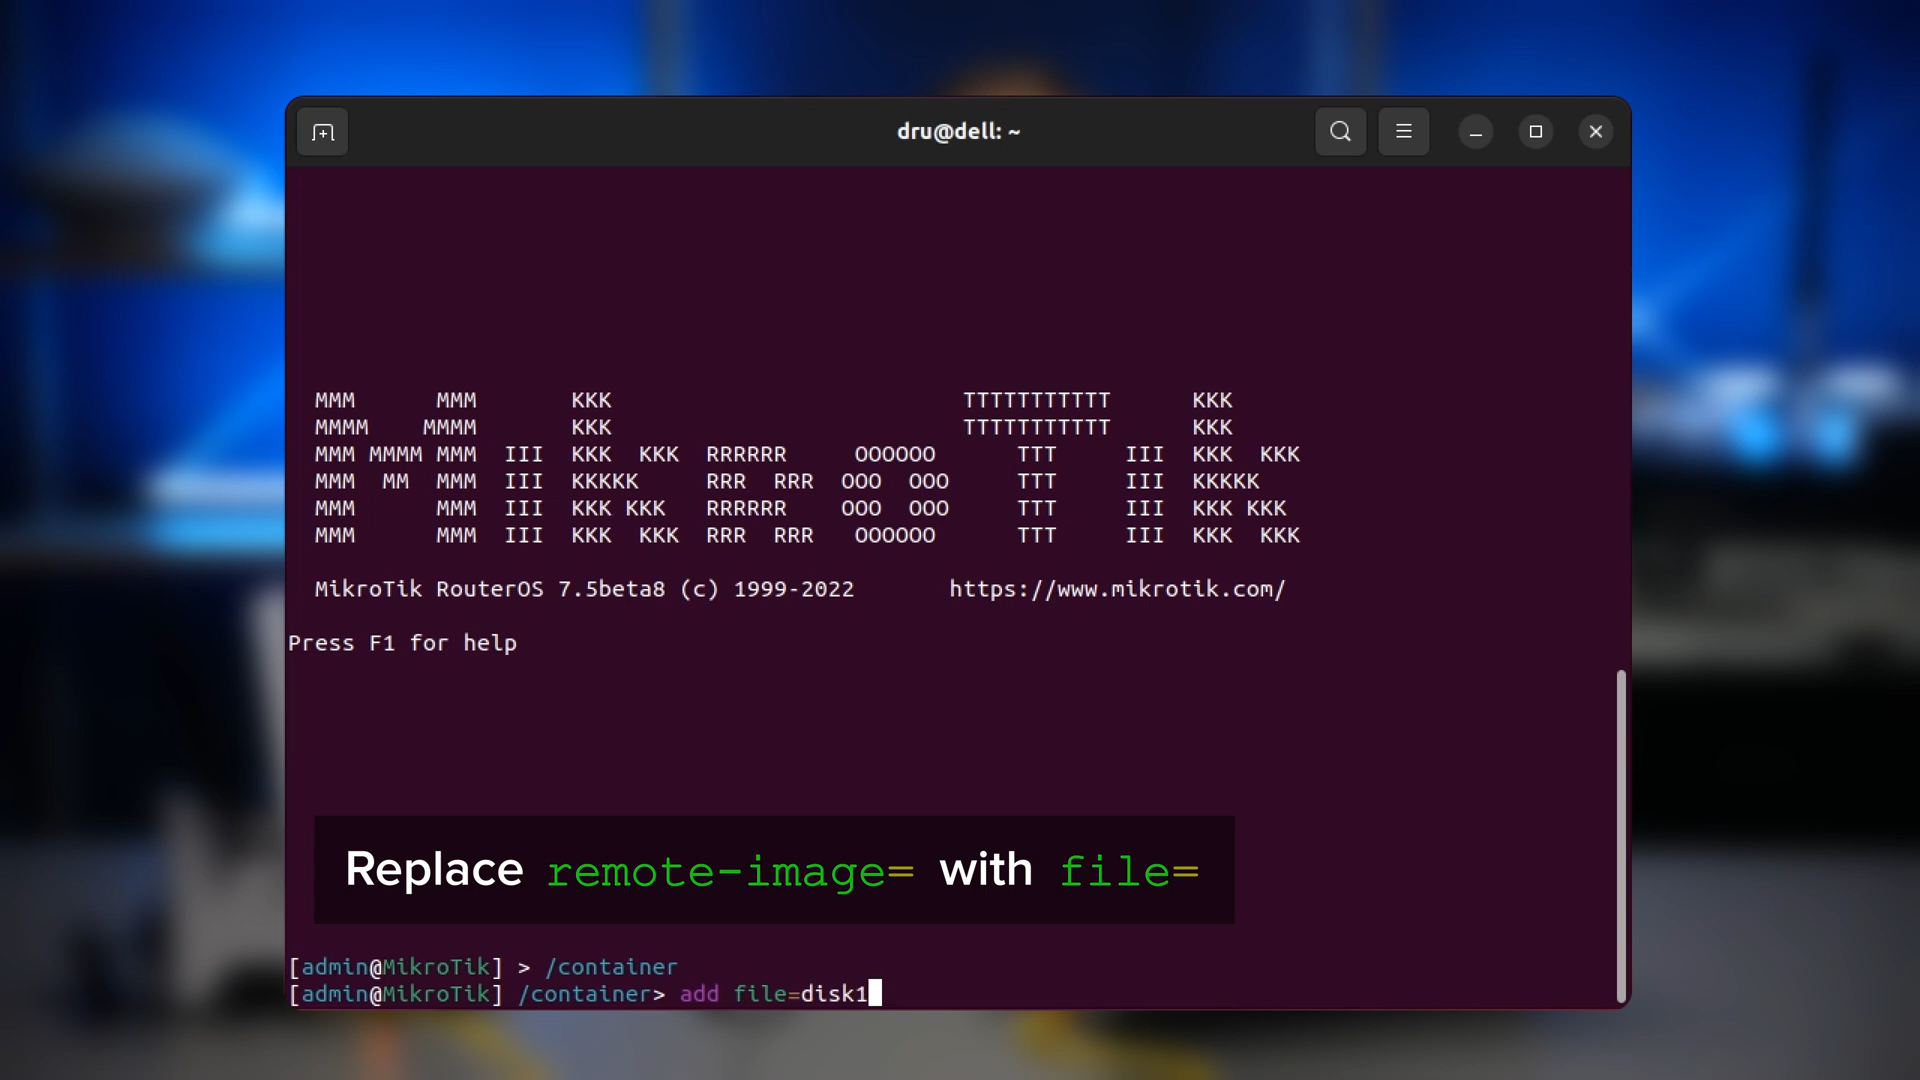 dru@dell: ~
MMM      MMM       KKK                          TTTTTTTTTTT      KKK
MMMM    MMMM       KKK                          TTTTTTTTTTT      KKK
MMM MMMM MMM  III  KKK  KKK  RRRRRR     OOOOOO      TTT     III  KKK  KKK
MMM  MM  MMM  III  KKKKK     RRR  RRR  OOO  OOO     TTT     III  KKKKK
MMM      MMM  III  KKK KKK   RRRRRR    OOO  OOO     TTT     III  KKK KKK
MMM      MMM  III  KKK  KKK  RRR  RRR   OOOOOO      TTT     III  KKK  KKK
MikroTik RouterOS 7.5beta8 (c) 1999-2022       https://www.mikrotik.com/
Press F1 for help
Replace remote-image= with file=
[admin@MikroTik] > /container
[admin@MikroTik] /container> add file=disk1